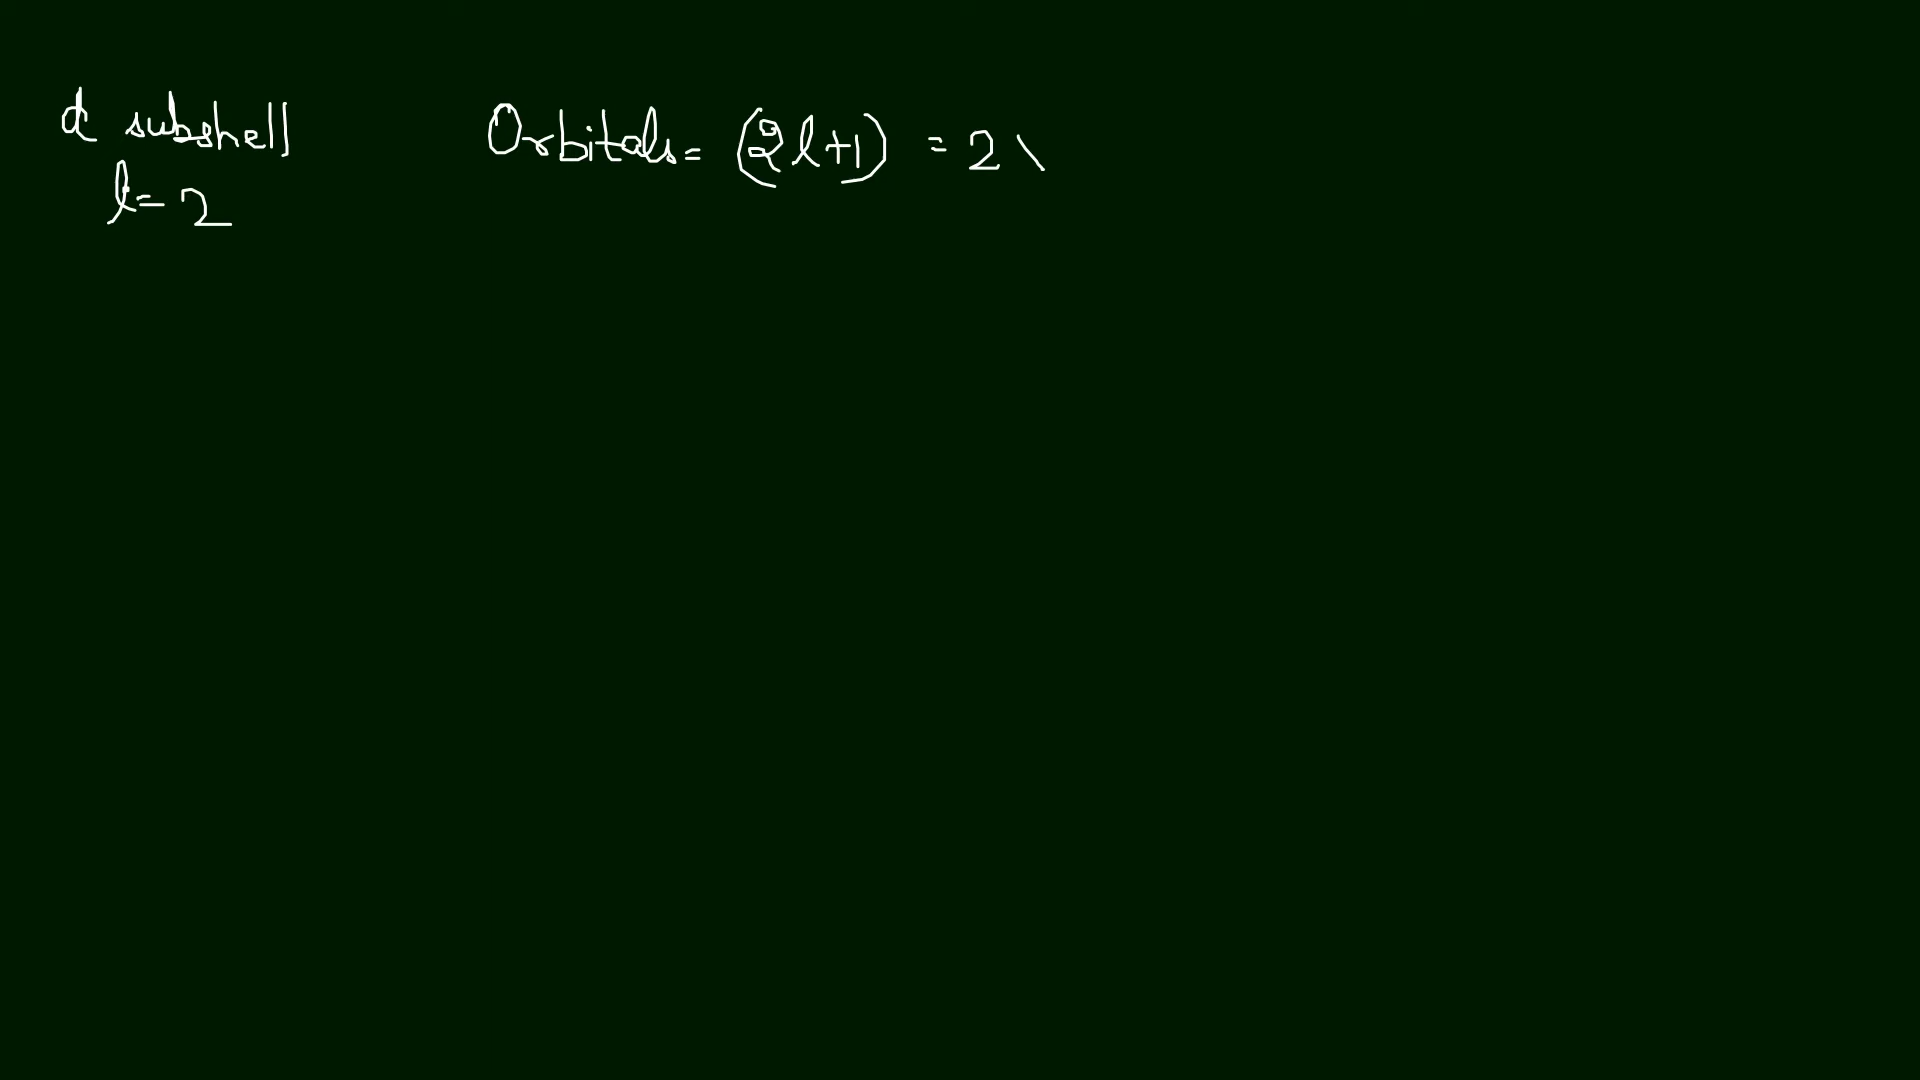 d subshell
l = 2
Orbitals = (2l+1) = 2 \